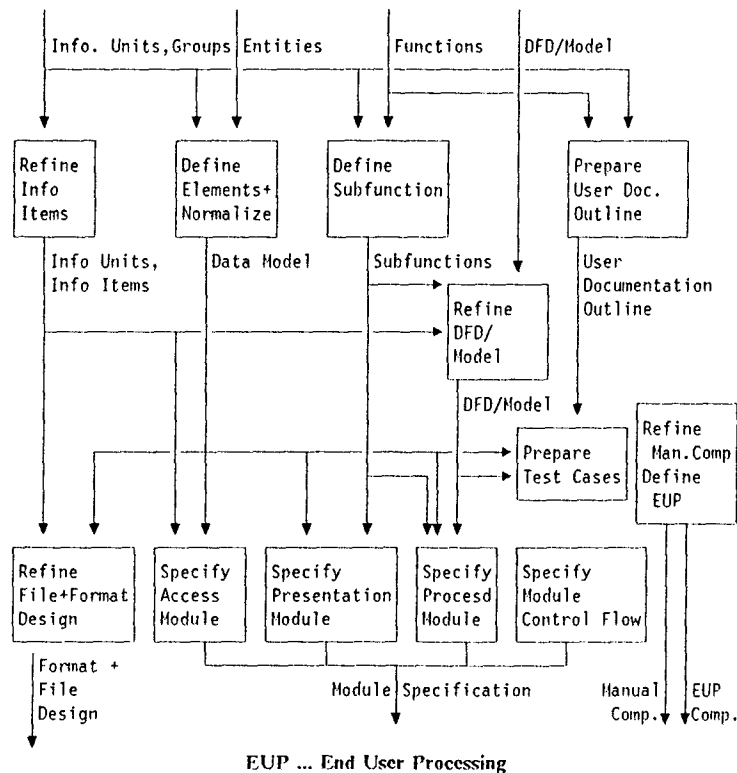 Info. Units,Groups Entities Functions DFD/Model
Refine
Info
Items
Define
Elements+
Normalize
Define
Subfunction
Prepare
User Doc.
Outline
Info Units,
Info Items
Data Model
Subfunctions
User
Documentation
Outline
Refine
DFD/
Model
DFD/Model
Refine
Man.Comp
Define
EUP
Prepare
Test Cases
Refine
File+Format
Design
Specify
Access
Module
Specify
Presentation
Module
Specify
Procesd
Module
Specify
Module
Control Flow
Format +
File
Design
Module Specification
Manual
Comp.
EUP
Comp.
EUP ... End User Processing